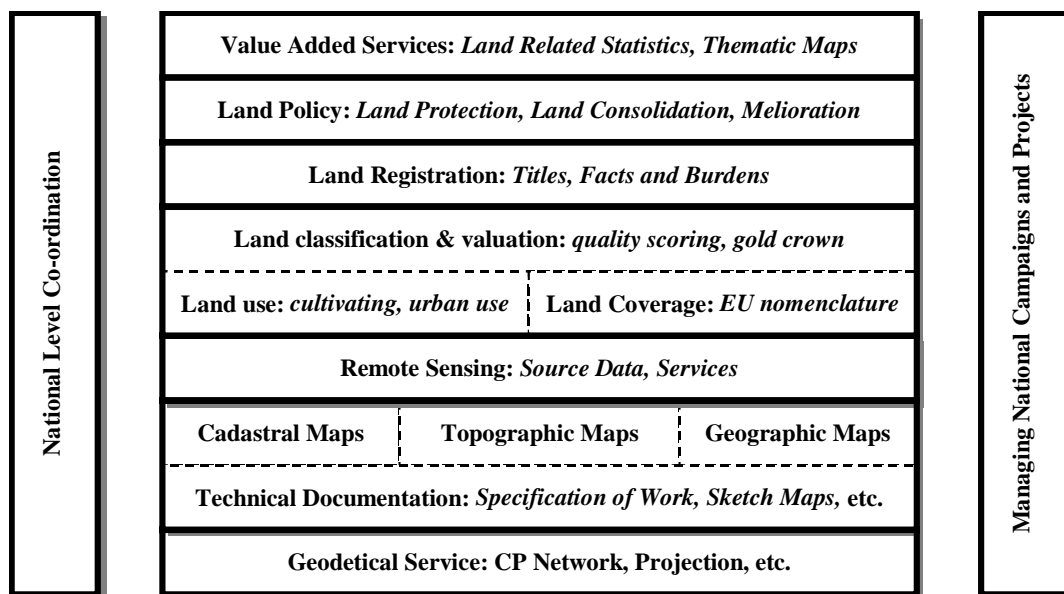 National Level Co-ordination
Value Added Services: Land Related Statistics, Thematic Maps
Land Policy: Land Protection, Land Consolidation, Melioration
Land Registration: Titles, Facts and Burdens
Land classification & valuation: quality scoring, gold crown
Land use: cultivating, urban use
Land Coverage: EU nomenclature
Remote Sensing: Source Data, Services
Cadastral Maps
Topographic Maps
Geographic Maps
Technical Documentation: Specification of Work, Sketch Maps, etc.
Geodetical Service: CP Network, Projection, etc.
Managing National Campaigns and Projects